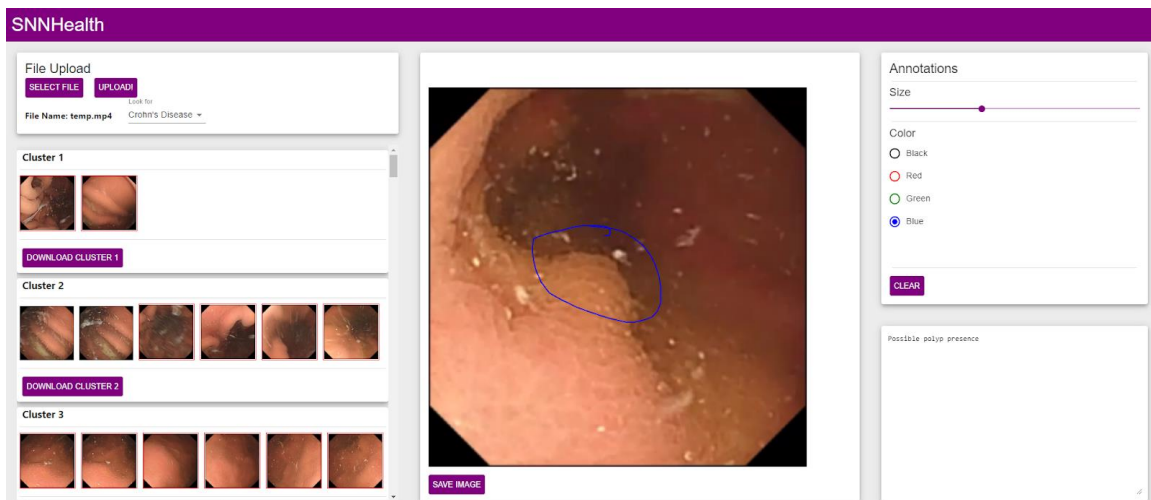 SNNHealth
File Upload
SELECT FILE
UPLOAD!
Look for
File Name: temp.mp4
Crohn's Disease
Cluster 1
DOWNLOAD CLUSTER 1
Cluster 2
DOWNLOAD CLUSTER 2
Cluster 3
SAVE IMAGE
Annotations
Size
Color
Black
Red
Green
Blue
CLEAR
Possible polyp presence